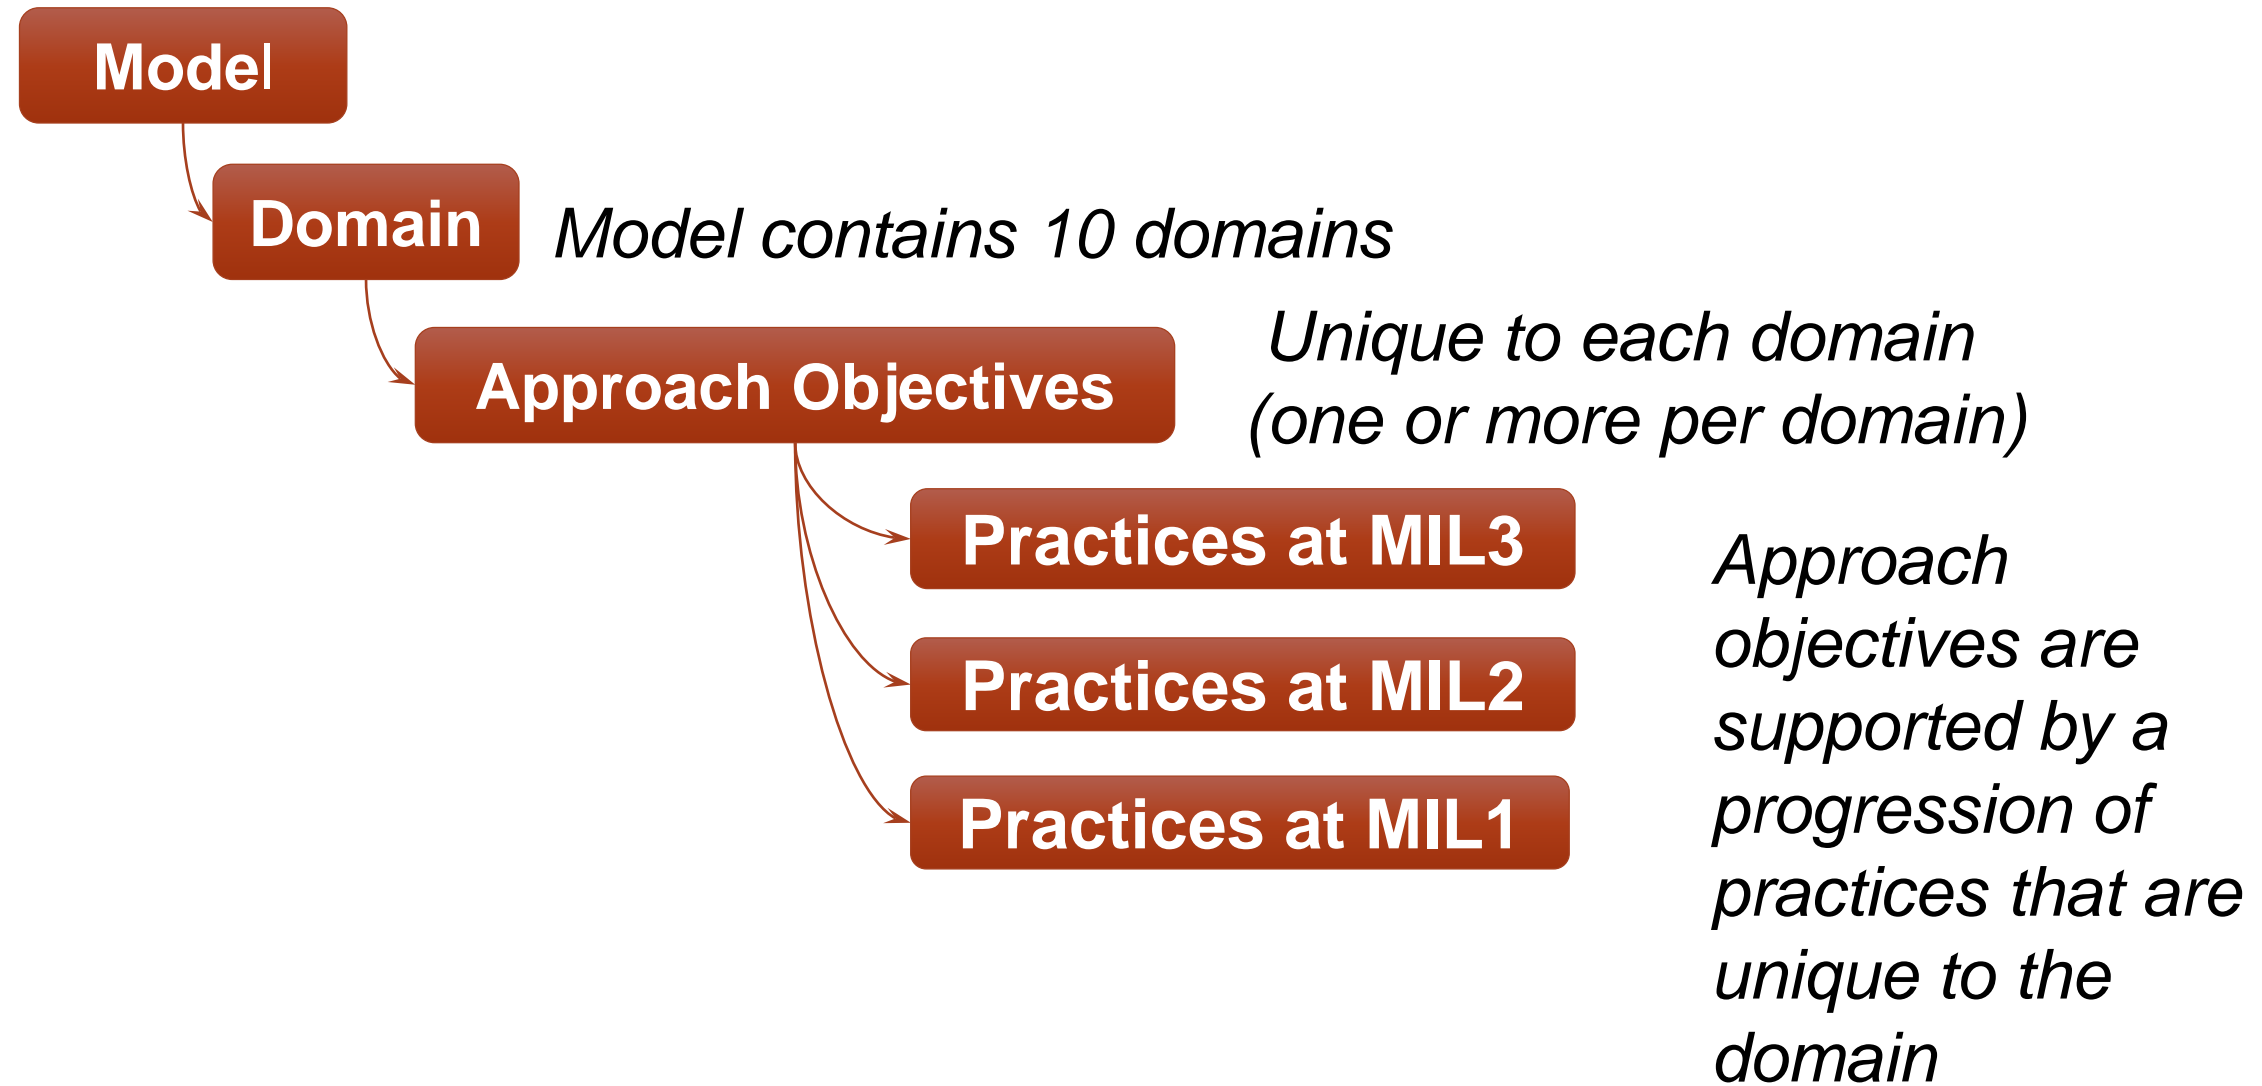 Model
Domain
Model contains 10 domains
Approach Objectives
Unique to each domain
(one or more per domain)
Practices at MIL3
Practices at MIL2
Practices at MIL1
Approach
objectives are
supported by a
progression of
practices that are
unique to the
domain